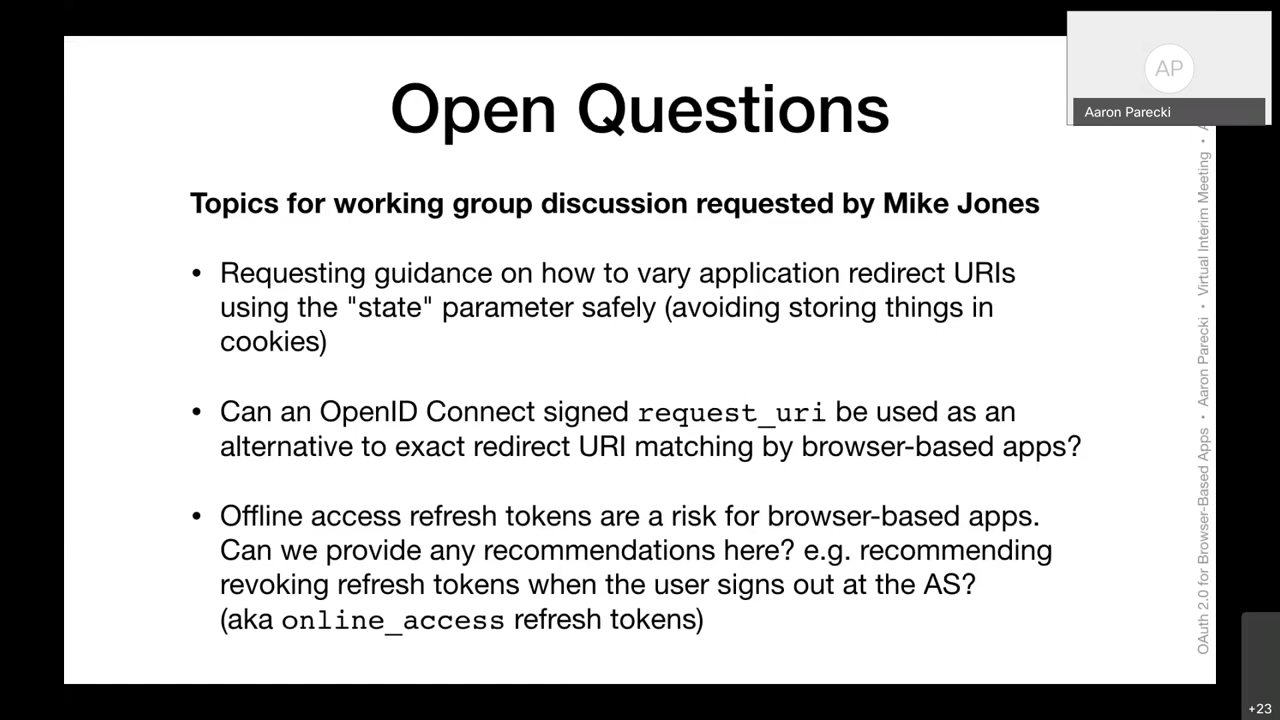 Open Questions
Topics for working group discussion requested by Mike Jones
• Requesting guidance on how to vary application redirect URIs
using the "state" parameter safely (avoiding storing things in
cookies)
• Can an OpenID Connect signed request_uri be used as an
alternative to exact redirect URI matching by browser-based apps?
• Offline access refresh tokens are a risk for browser-based apps.
Can we provide any recommendations here? e.g. recommending
revoking refresh tokens when the user signs out at the AS?
(aka online_access refresh tokens)
AP
Aaron Parecki
OAuth 2.0 for Browser-Based Apps • Aaron Parecki • Virtual Interim Meeting •
+23